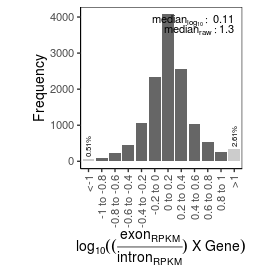 4000
3000
2000
1000
0
Frequency
median_log10 : 0.11
median_raw : 1.3
0.51%
2.61%
<-1
-1 to -0.8
-0.8 to -0.6
-0.6 to -0.4
-0.4 to -0.2
-0.2 to 0
0 to 0.2
0.2 to 0.4
0.4 to 0.6
0.6 to 0.8
0.8 to 1
>1
log10((exonRPKM / intronRPKM) X Gene)